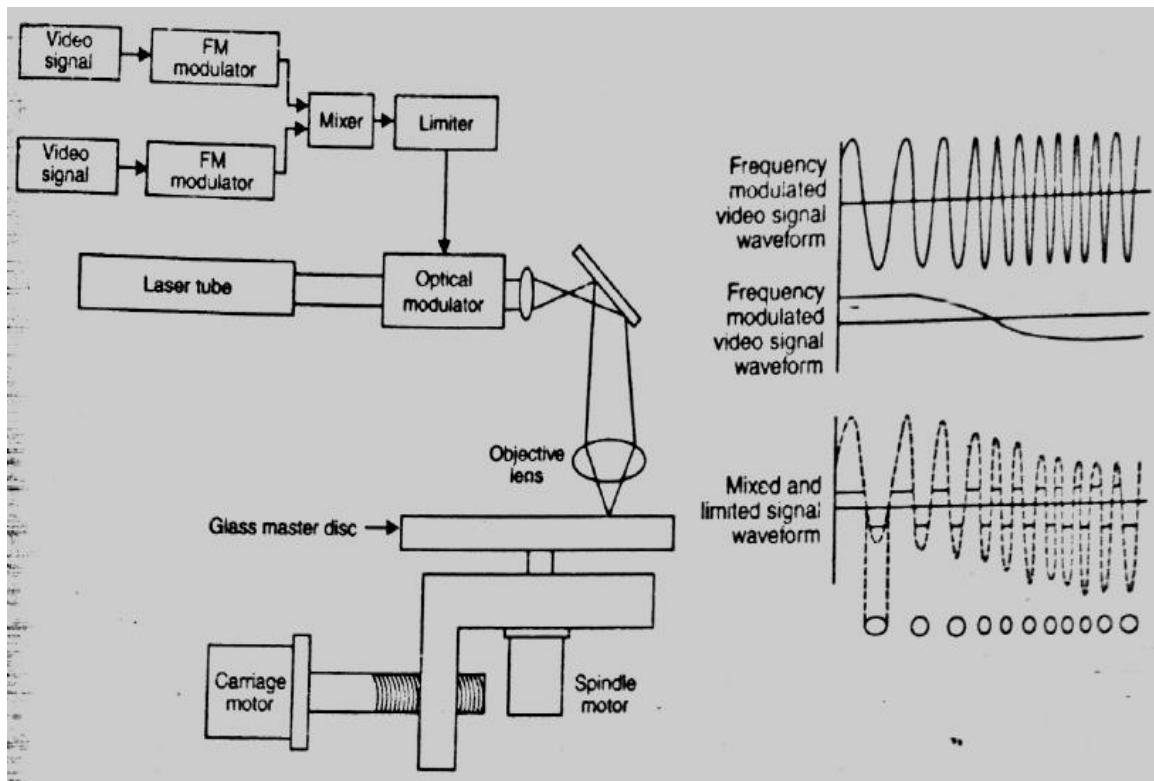 Video
signal
FM
modulator
Mixer
Limiter
Video
signal
FM
modulator
Laser tube
Optical
modulator
Objective
lens
Glass master disc
Carriage
motor
Spindle
motor
Frequency
modulated
video signal
waveform
Frequency
modulated
video signal
waveform
Mixed and
limited signal
waveform